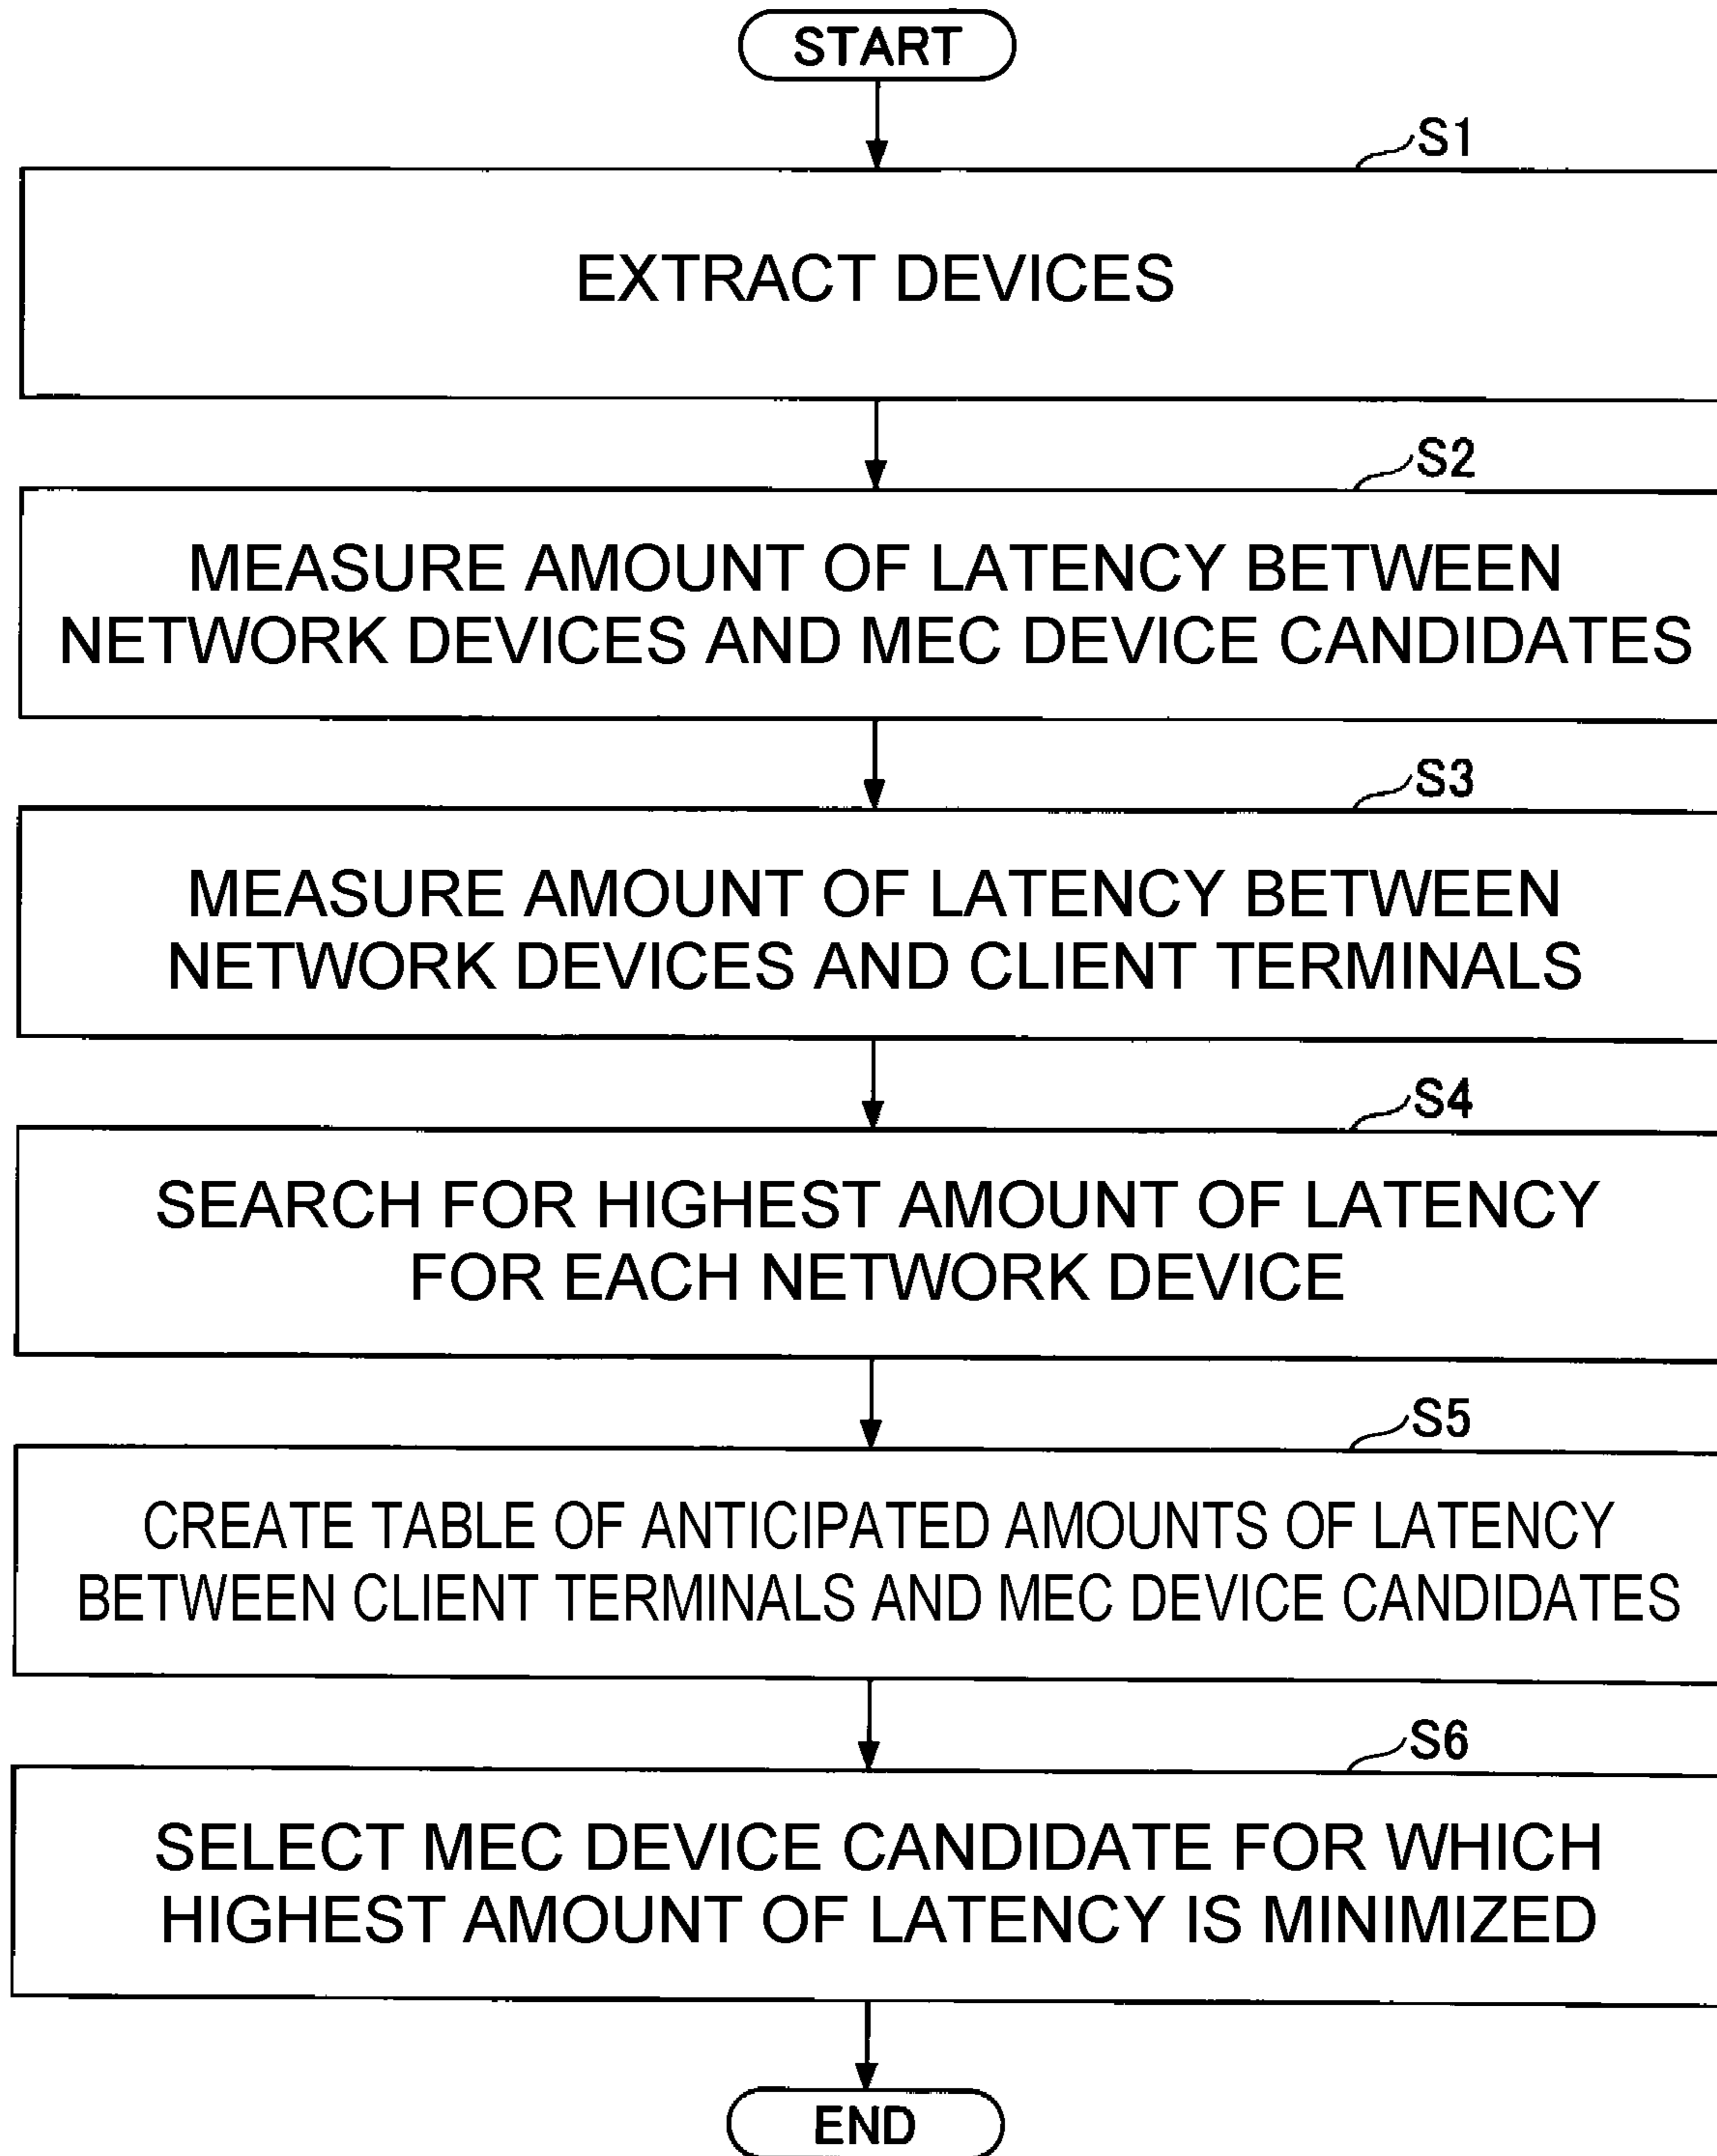 START
S1
EXTRACT DEVICES
S2
MEASURE AMOUNT OF LATENCY BETWEEN
NETWORK DEVICES AND MEC DEVICE CANDIDATES
S3
MEASURE AMOUNT OF LATENCY BETWEEN
NETWORK DEVICES AND CLIENT TERMINALS
S4
SEARCH FOR HIGHEST AMOUNT OF LATENCY
FOR EACH NETWORK DEVICE
S5
CREATE TABLE OF ANTICIPATED AMOUNTS OF LATENCY
BETWEEN CLIENT TERMINALS AND MEC DEVICE CANDIDATES
S6
SELECT MEC DEVICE CANDIDATE FOR WHICH
HIGHEST AMOUNT OF LATENCY IS MINIMIZED
END